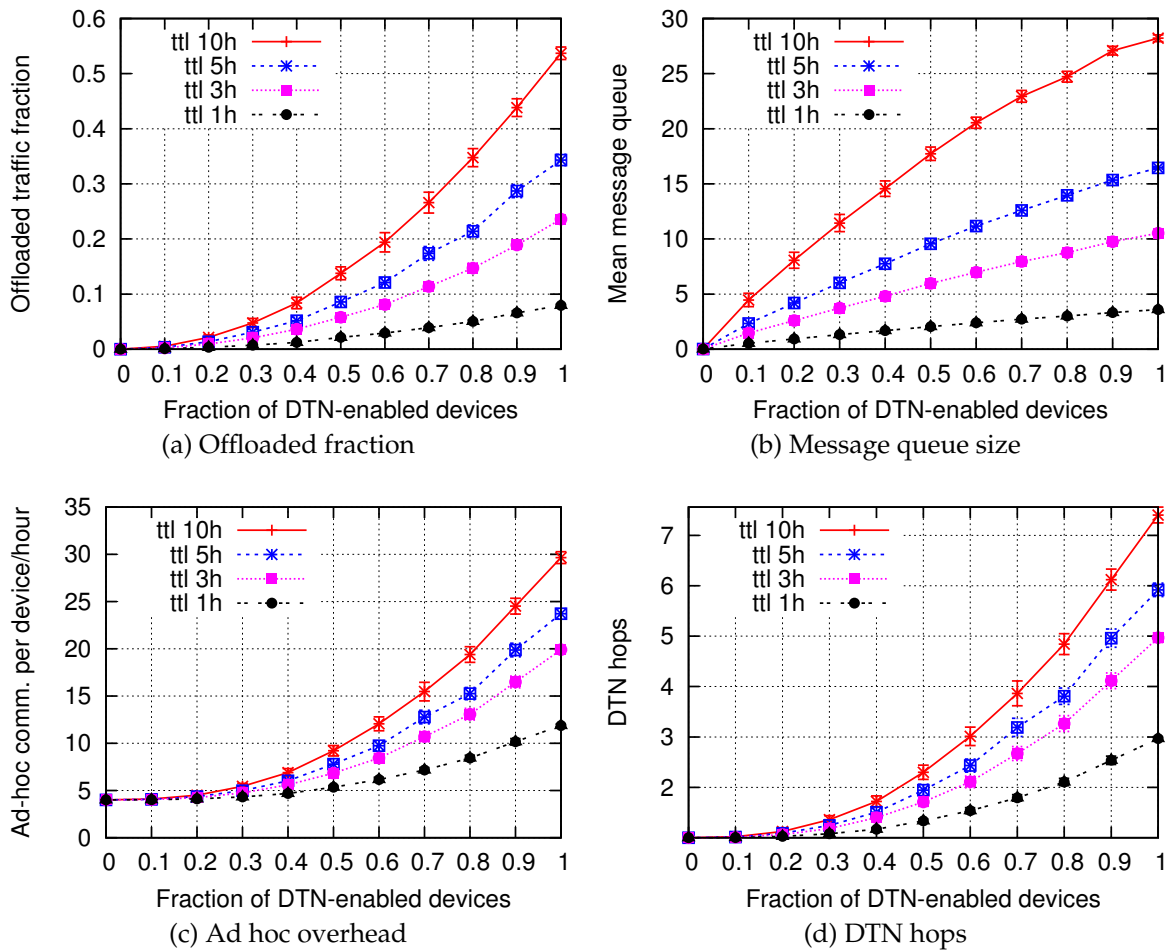 0.6
0.5
0.4
0.3
0.2
0.1
0
Offloaded traffic fraction
ttl 10h
ttl 5h
ttl 3h
ttl 1h
0 0.1 0.2 0.3 0.4 0.5 0.6 0.7 0.8 0.9 1
Fraction of DTN-enabled devices
(a) Offloaded fraction
30
25
20
15
10
5
0
Mean message queue
ttl 10h
ttl 5h
ttl 3h
ttl 1h
0 0.1 0.2 0.3 0.4 0.5 0.6 0.7 0.8 0.9 1
Fraction of DTN-enabled devices
(b) Message queue size
35
30
25
20
15
10
5
0
Ad-hoc comm. per device/hour
ttl 10h
ttl 5h
ttl 3h
ttl 1h
0 0.1 0.2 0.3 0.4 0.5 0.6 0.7 0.8 0.9 1
Fraction of DTN-enabled devices
(c) Ad hoc overhead
7
6
5
4
3
2
1
DTN hops
ttl 10h
ttl 5h
ttl 3h
ttl 1h
0 0.1 0.2 0.3 0.4 0.5 0.6 0.7 0.8 0.9 1
Fraction of DTN-enabled devices
(d) DTN hops